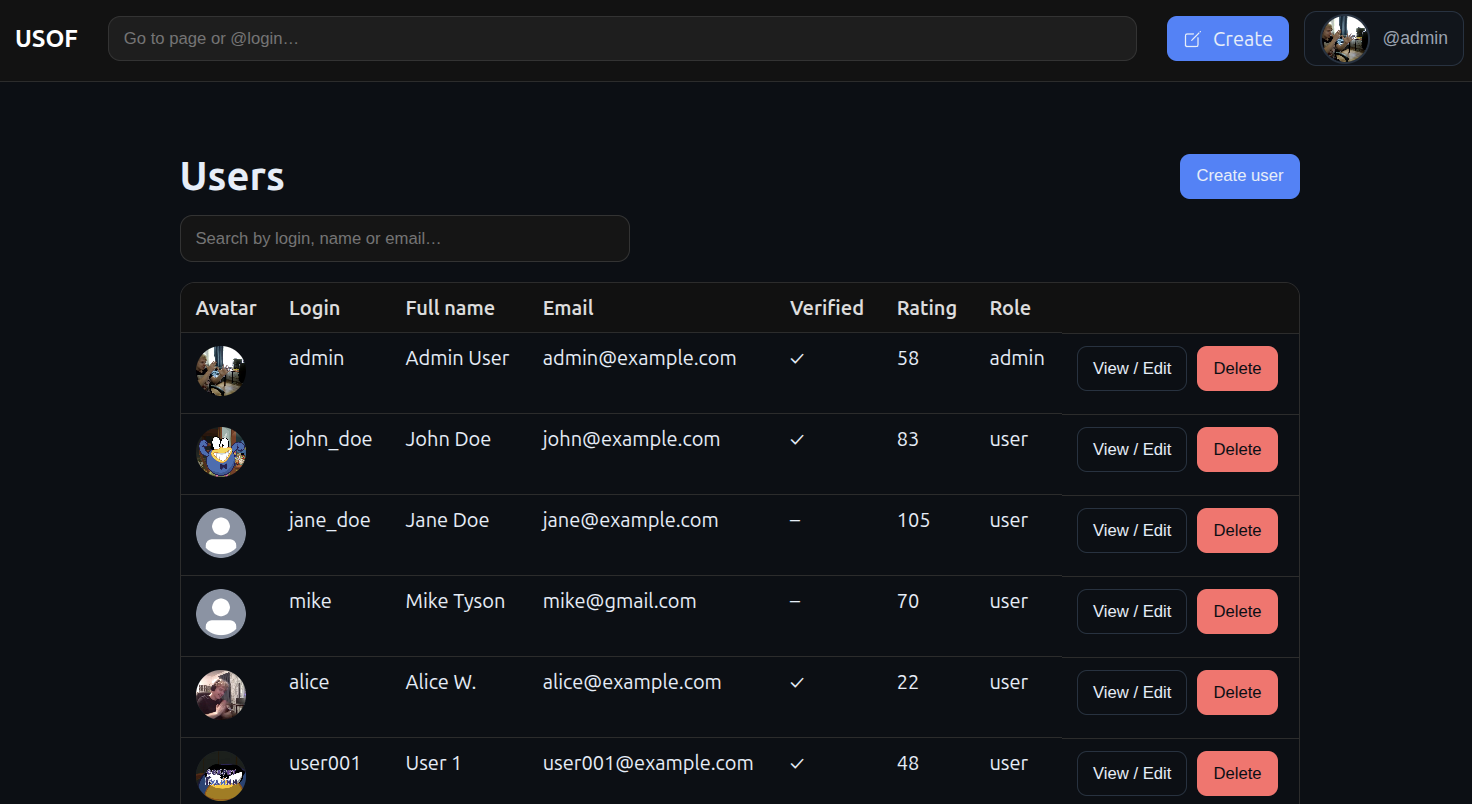 USOF Go to page or @login… Create @admin
Users Create user
Search by login, name or email…
Avatar Login Full name Email Verified Rating Role
admin Admin User admin@example.com ✓ 58 admin View / Edit Delete
john_doe John Doe john@example.com ✓ 83 user View / Edit Delete
jane_doe Jane Doe jane@example.com – 105 user View / Edit Delete
mike Mike Tyson mike@gmail.com – 70 user View / Edit Delete
alice Alice W. alice@example.com ✓ 22 user View / Edit Delete
user001 User 1 user001@example.com ✓ 48 user View / Edit Delete